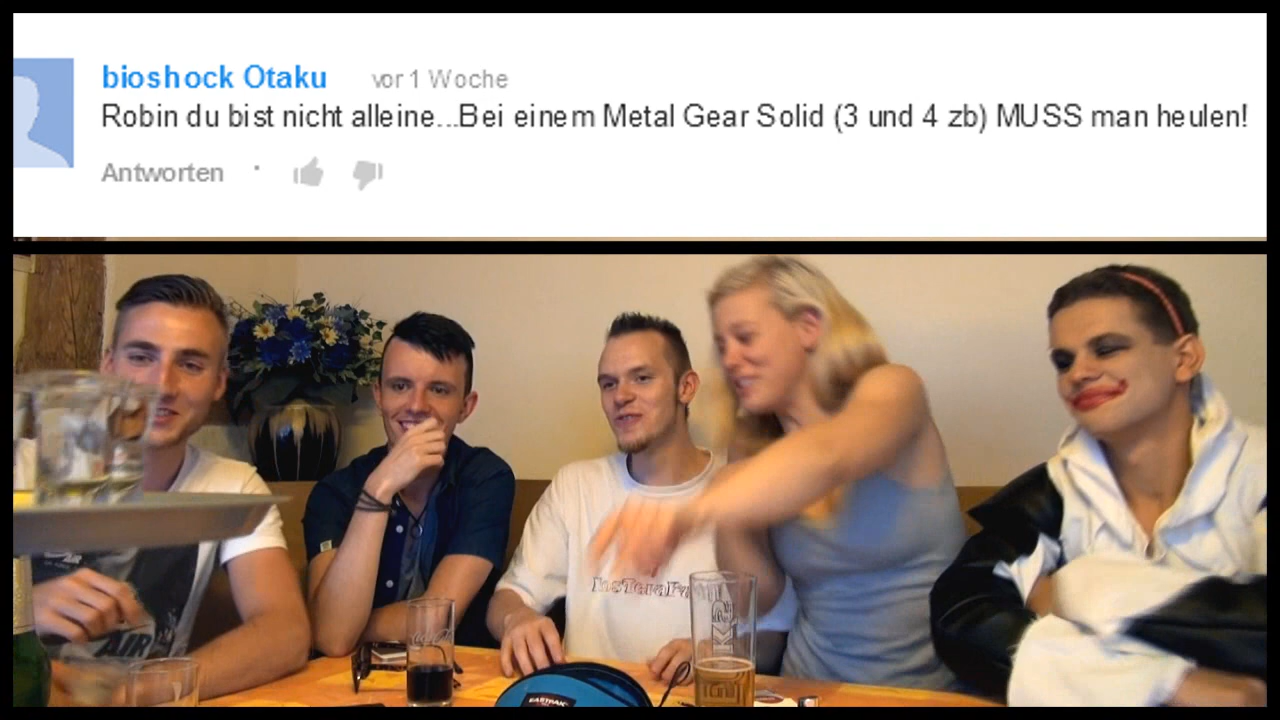 bioshock Otaku vor 1 Woche
Robin du bist nicht alleine...Bei einem Metal Gear Solid (3 und 4 zb) MUSS man heulen!
Antworten
AIR
EASTPAK